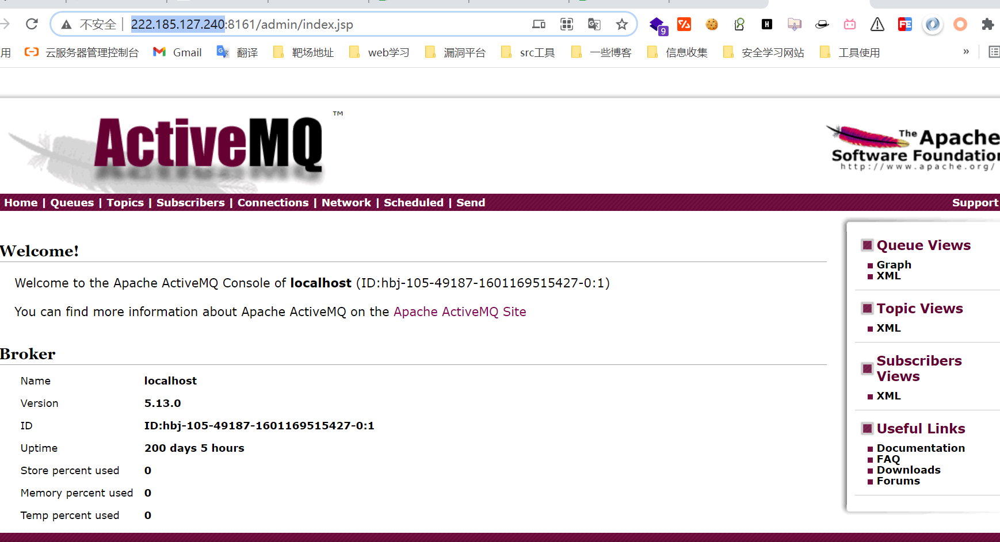 不安全 222.185.127.240:8161/admin/index.jsp
9
用 云服务器管理控制台 Gmail 翻译 靶场地址 web学习 漏洞平台 src工具 一些博客 信息收集 安全学习网站 工具使用 »
ActiveMQ ™
The Apache
Software Foundation
http://www.apache.org/
Home | Queues | Topics | Subscribers | Connections | Network | Scheduled | Send
Support
Welcome!
Welcome to the Apache ActiveMQ Console of localhost (ID:hbj-105-49187-1601169515427-0:1)
You can find more information about Apache ActiveMQ on the Apache ActiveMQ Site
Broker
Name localhost
Version 5.13.0
ID ID:hbj-105-49187-1601169515427-0:1
Uptime 200 days 5 hours
Store percent used 0
Memory percent used 0
Temp percent used 0
Queue Views
Graph
XML
Topic Views
XML
Subscribers
Views
XML
Useful Links
Documentation
FAQ
Downloads
Forums